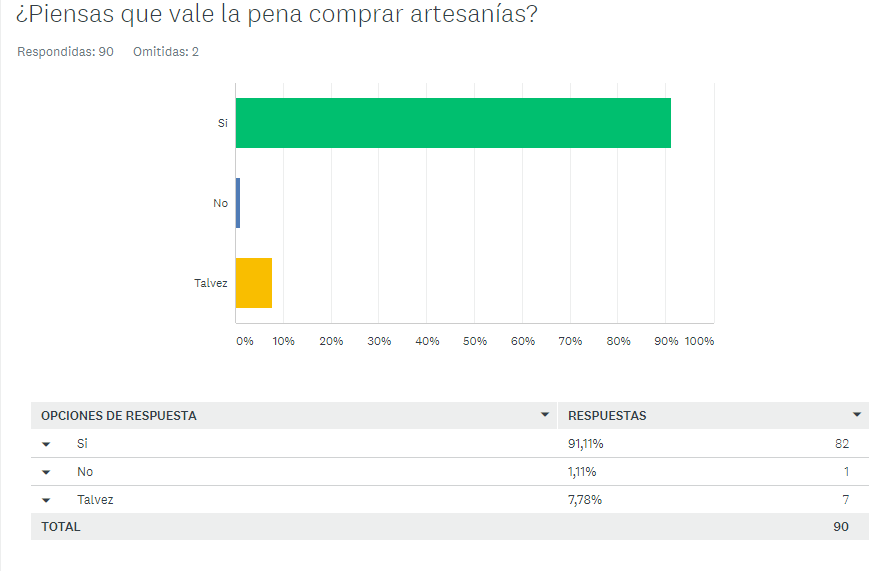 ¿Piensas que vale la pena comprar artesanías?
Respondidas: 90 Omitidas: 2
Si
No
Talvez
0% 10% 20% 30% 40% 50% 60% 70% 80% 90% 100%
OPCIONES DE RESPUESTA RESPUESTAS
Si 91,11% 82
No 1,11% 1
Talvez 7,78% 7
TOTAL 90